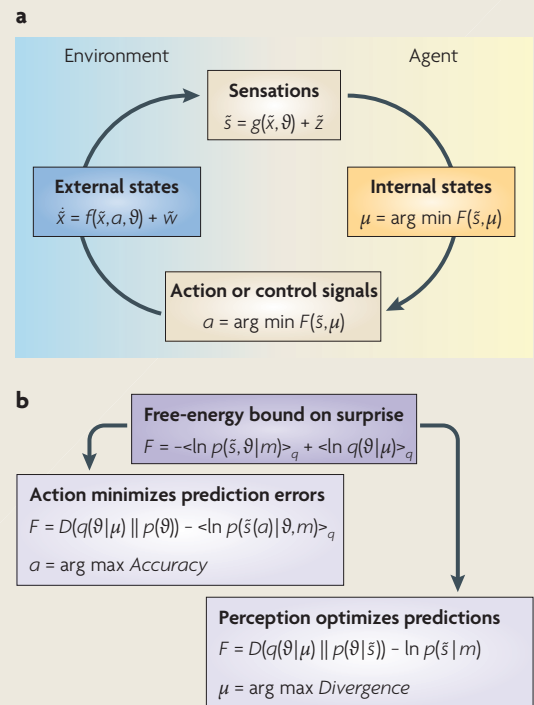 a
Environment
Agent
Sensations
s̃ = g(x̃,ϑ) + z̃
External states
ẋ̃ = f(x̃,a,ϑ) + w̃
Internal states
μ = arg min F(s̃,μ)
Action or control signals
a = arg min F(s̃,μ)
b
Free-energy bound on surprise
F = –<ln p(s̃,ϑ|m)>q + <ln q(ϑ|μ)>q
Action minimizes prediction errors
F = D(q(ϑ|μ) || p(ϑ)) – <ln p(s̃(a)|ϑ,m)>q
a = arg max Accuracy
Perception optimizes predictions
F = D(q(ϑ|μ) || p(ϑ|s̃)) – ln p(s̃|m)
μ = arg max Divergence